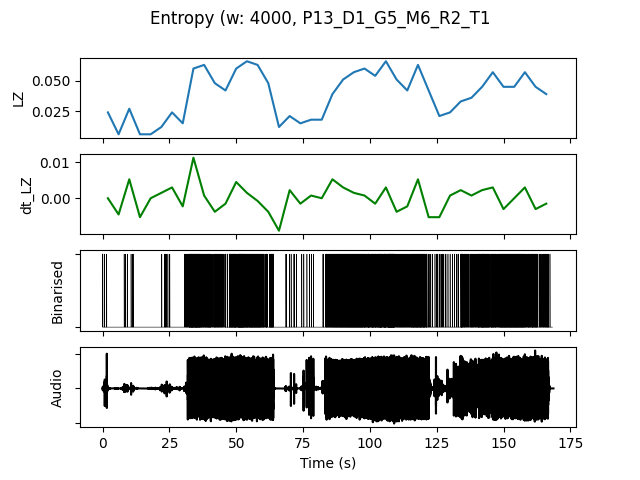 Entropy (w: 4000, P13_D1_G5_M6_R2_T1
LZ
0.050
0.025
dt_LZ
0.01
0.00
Binarised
Audio
0 25 50 75 100 125 150 175
Time (s)